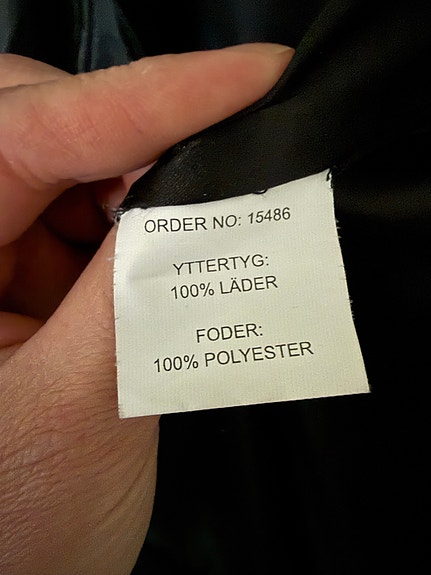 ORDER NO: 15486
YTTERTYG:
100% LÄDER
FODER:
100% POLYESTER